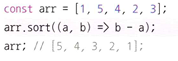 const arr = [1, 5, 4, 2, 3];
arr.sort((a, b) => b - a);
arr; // [5, 4, 3, 2, 1];